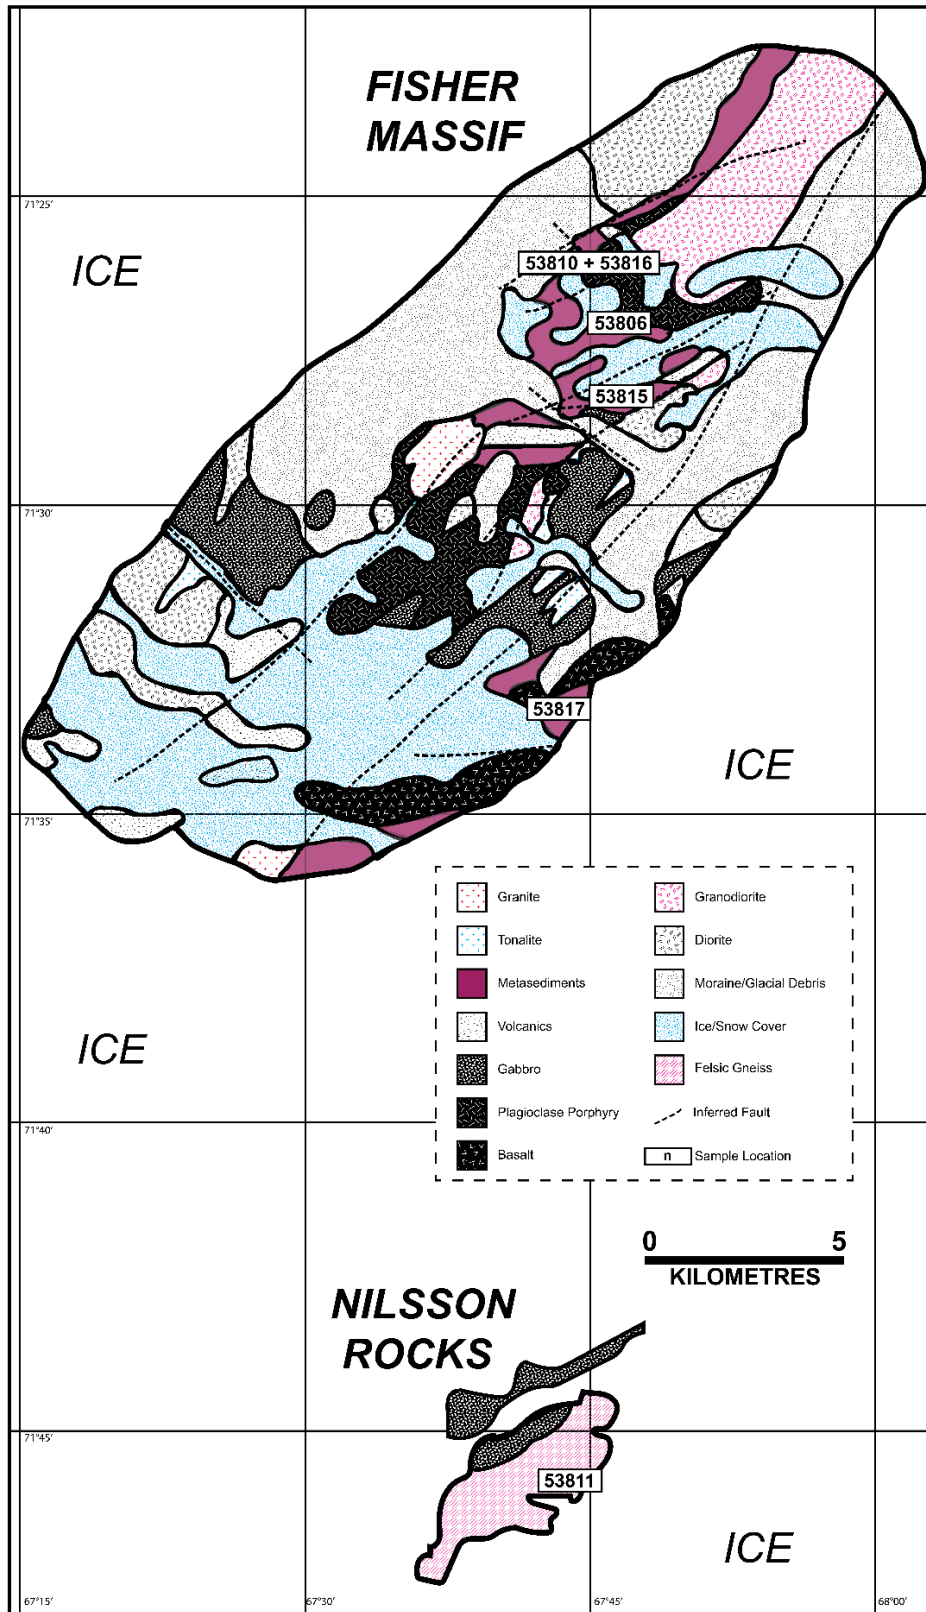 FISHER
MASSIF
71°25'
ICE
53810 + 53816
53806
53815
71°30'
53817
ICE
71°35'
Granite
Granodiorite
Tonalite
Diorite
Metasediments
Moraine/Glacial Debris
Volcanics
Ice/Snow Cover
Gabbro
Felsic Gneiss
Plagioclase Porphyry
Inferred Fault
Basalt
n
Sample Location
ICE
71°40'
0 5
KILOMETRES
NILSSON
ROCKS
71°45'
53811
ICE
67°15'
67°30'
67°45'
68°00'